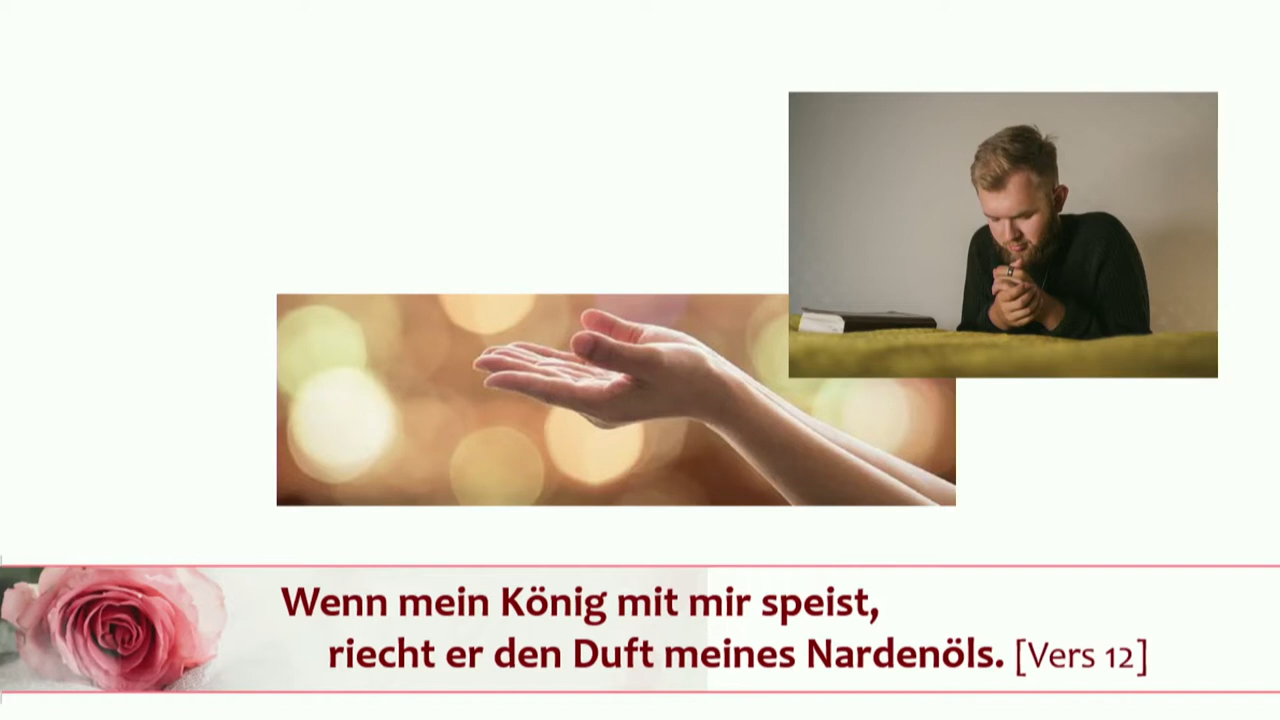 Wenn mein König mit mir speist,
riecht er den Duft meines Nardenöls. [Vers 12]